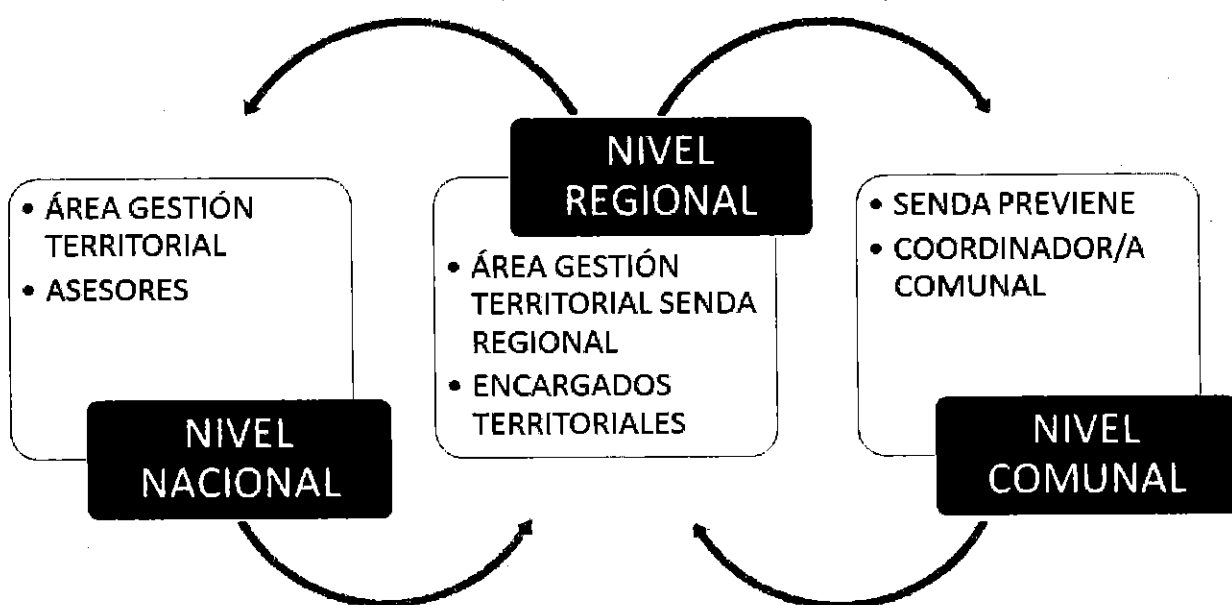 • ÁREA GESTIÓN
TERRITORIAL
• ASESORES
NIVEL
NACIONAL
NIVEL
REGIONAL
• ÁREA GESTIÓN
TERRITORIAL SENDA
REGIONAL
• ENCARGADOS
TERRITORIALES
• SENDA PREVIENE
• COORDINADOR/A
COMUNAL
NIVEL
COMUNAL